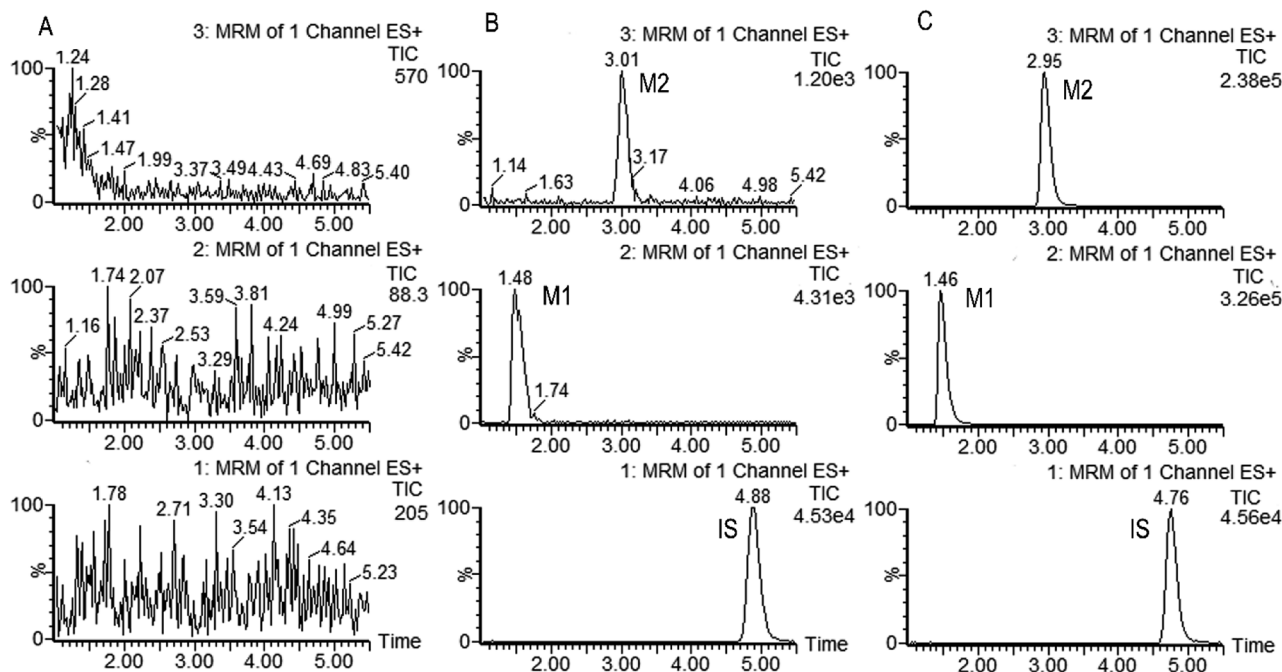 A
3: MRM of 1 Channel ES+
TIC
570
1.24
1.28
1.41
1.47
1.99
3.37
3.49
4.43
4.69
4.83
5.40
100
%
0
2.00 3.00 4.00 5.00
2: MRM of 1 Channel ES+
TIC
88.3
1.74
2.07
1.16
2.37
2.53
3.29
3.59
3.81
4.24
4.99
5.27
5.42
100
%
0
2.00 3.00 4.00 5.00
1: MRM of 1 Channel ES+
TIC
205
1.78
2.71
3.30
3.54
4.13
4.35
4.64
5.23
100
%
0
Time
2.00 3.00 4.00 5.00
B
3: MRM of 1 Channel ES+
TIC
1.20e3
3.01
M2
1.14
1.63
3.17
4.06
4.98
5.42
100
%
0
2.00 3.00 4.00 5.00
2: MRM of 1 Channel ES+
TIC
4.31e3
1.48
M1
1.74
100
%
0
2.00 3.00 4.00 5.00
1: MRM of 1 Channel ES+
TIC
4.53e4
4.88
IS
100
%
0
Time
2.00 3.00 4.00 5.00
C
3: MRM of 1 Channel ES+
TIC
2.38e5
2.95
M2
100
%
0
2.00 3.00 4.00 5.00
2: MRM of 1 Channel ES+
TIC
3.26e5
1.46
M1
100
%
0
2.00 3.00 4.00 5.00
1: MRM of 1 Channel ES+
TIC
4.56e4
4.76
IS
100
%
0
Time
2.00 3.00 4.00 5.00